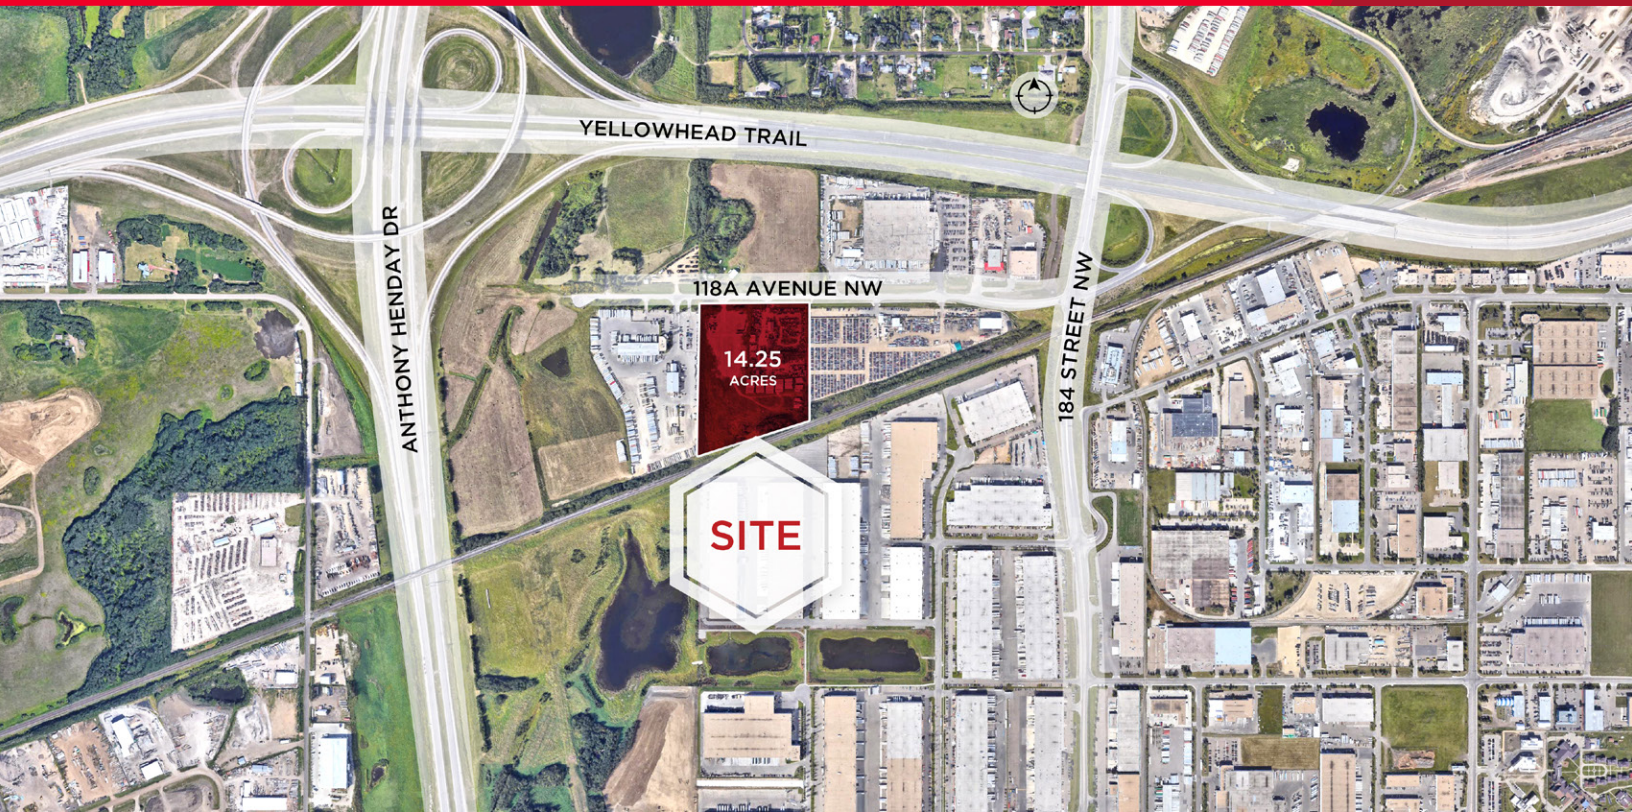 YELLOWHEAD TRAIL
ANTHONY HENDAY DR
118A AVENUE NW
184 STREET NW
14.25
ACRES
SITE